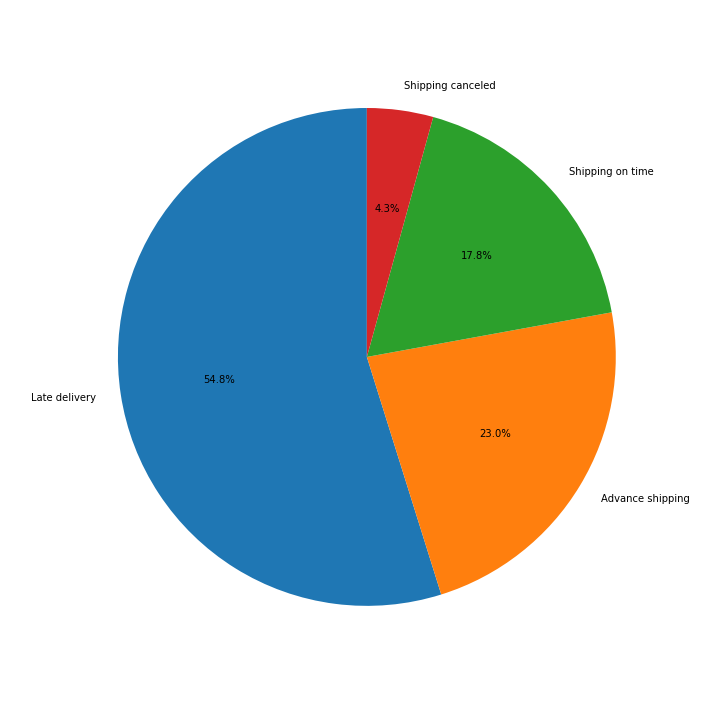 Shipping canceled
Shipping on time
4.3%
17.8%
54.8%
Late delivery
23.0%
Advance shipping